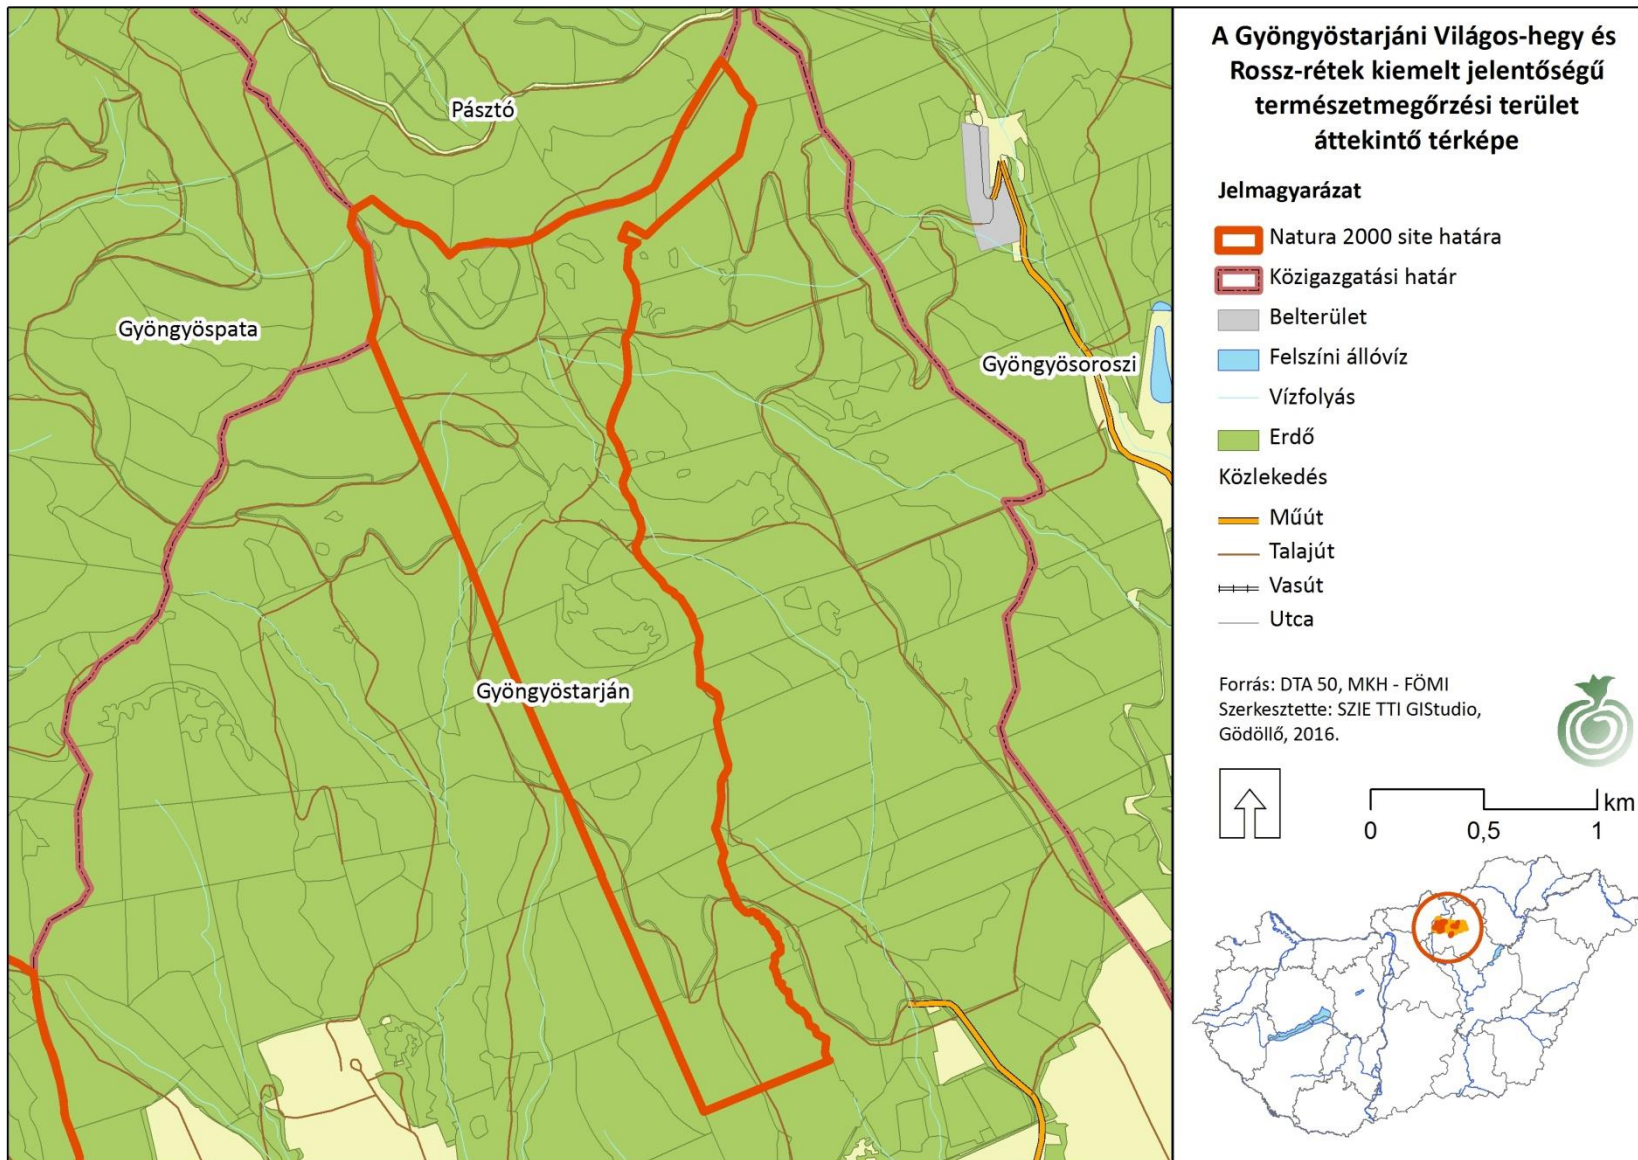 A Gyöngyöstarjáni Világos-hegy és
Rossz-rétek kiemelt jelentőségű
természetmegőrzési terület
áttekintő térképe
Jelmagyarázat
Natura 2000 site határa
Közigazgatási határ
Belterület
Felszíni állóvíz
Vízfolyás
Erdő
Közlekedés
Műút
Talajút
Vasút
Utca
Forrás: DTA 50, MKH - FÖMI
Szerkesztette: SZIE TTI GIStudio,
Gödöllő, 2016.
km
0 0,5 1
Pásztó
Gyöngyöspata
Gyöngyösoroszi
Gyöngyöstarján